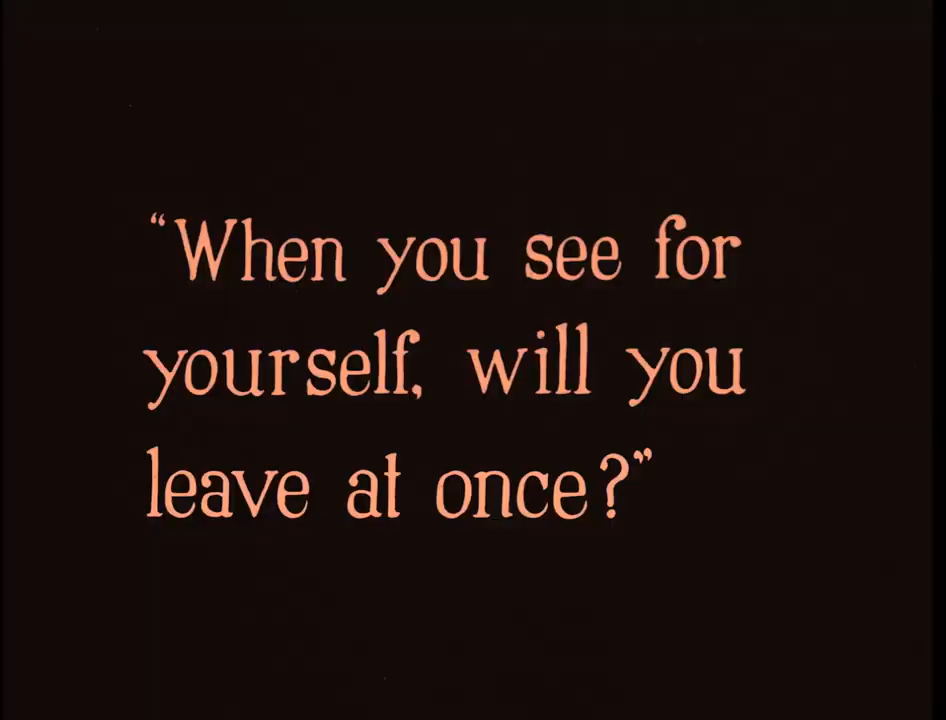 “When you see for
yourself, will you
leave at once?”